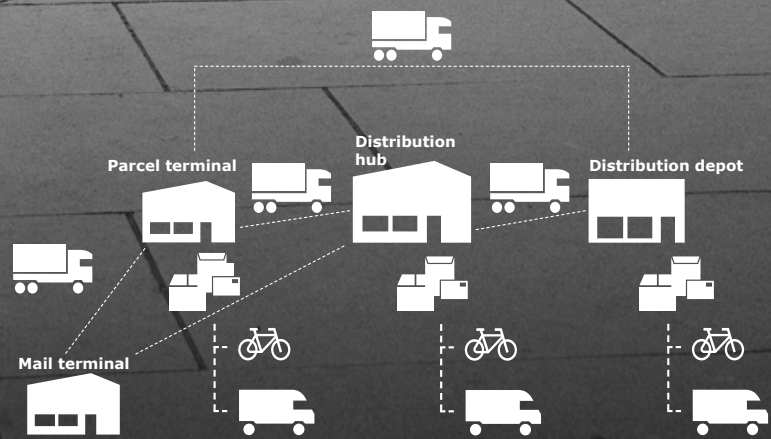 Distribution
hub
Parcel terminal
Distribution depot
Mail terminal